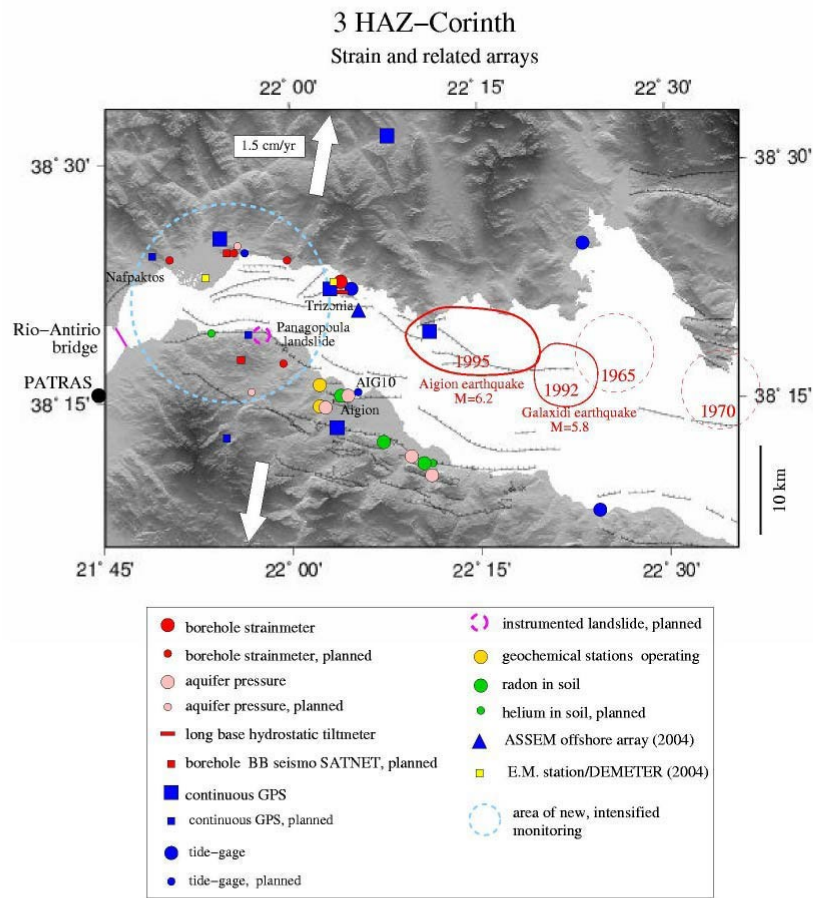 3 HAZ−Corinth
Strain and related arrays
22° 00' 22° 15' 22° 30'
1.5 cm/yr
38° 30' 38° 30'
Nafpaktos
Trizonia
Rio−Antirio
bridge
Panagopoula
landslide
1995
Aigion earthquake
M=6.2
1965
1992
Galaxidi earthquake
M=5.8
1970
PATRAS
AIG10
Aigion
38° 15' 38° 15'
10 km
21° 45' 22° 00' 22° 15' 22° 30'
borehole strainmeter
borehole strainmeter, planned
aquifer pressure
aquifer pressure, planned
long base hydrostatic tiltmeter
borehole BB seismo SATNET, planned
continuous GPS
continuous GPS, planned
tide−gage
tide−gage, planned
instrumented landslide, planned
geochemical stations operating
radon in soil
helium in soil, planned
ASSEM offshore array (2004)
E.M. station/DEMETER (2004)
area of new, intensified
monitoring